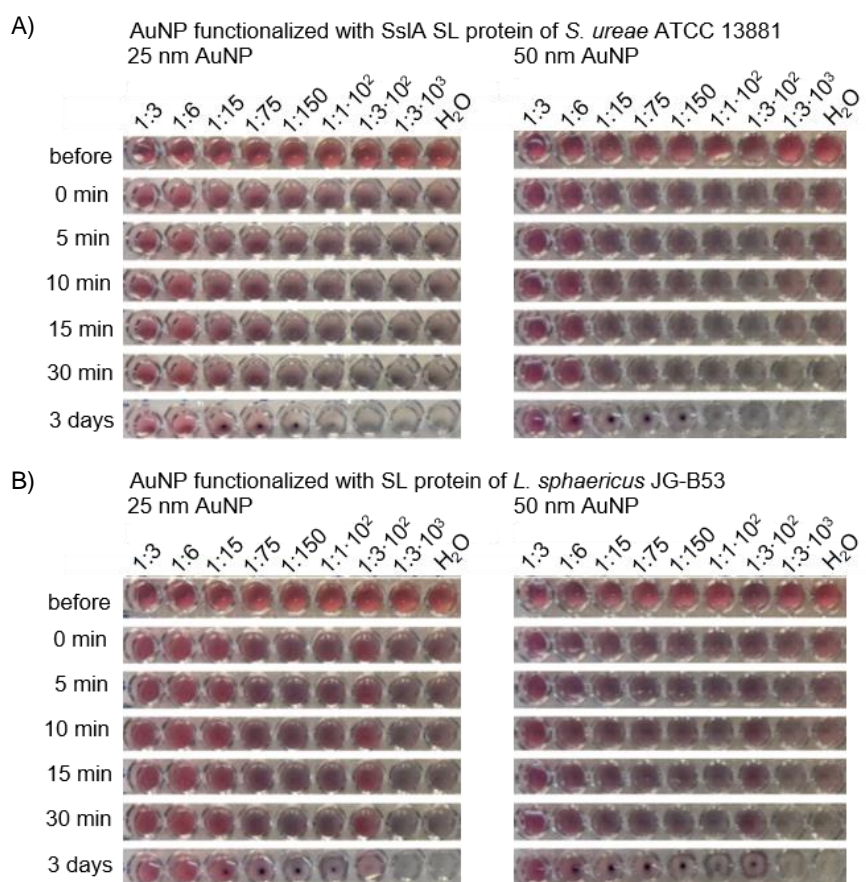 A)
AuNP functionalized with SslA SL protein of S. ureae ATCC 13881
25 nm AuNP 50 nm AuNP
1:3 1:6 1:15 1:75 1:150 1:1·10² 1:3·10² 1:3·10³ H₂O 1:3 1:6 1:15 1:75 1:150 1:1·10² 1:3·10² 1:3·10³ H₂O
before
0 min
5 min
10 min
15 min
30 min
3 days
B)
AuNP functionalized with SL protein of L. sphaericus JG-B53
25 nm AuNP 50 nm AuNP
1:3 1:6 1:15 1:75 1:150 1:1·10² 1:3·10² 1:3·10³ H₂O 1:3 1:6 1:15 1:75 1:150 1:1·10² 1:3·10² 1:3·10³ H₂O
before
0 min
5 min
10 min
15 min
30 min
3 days